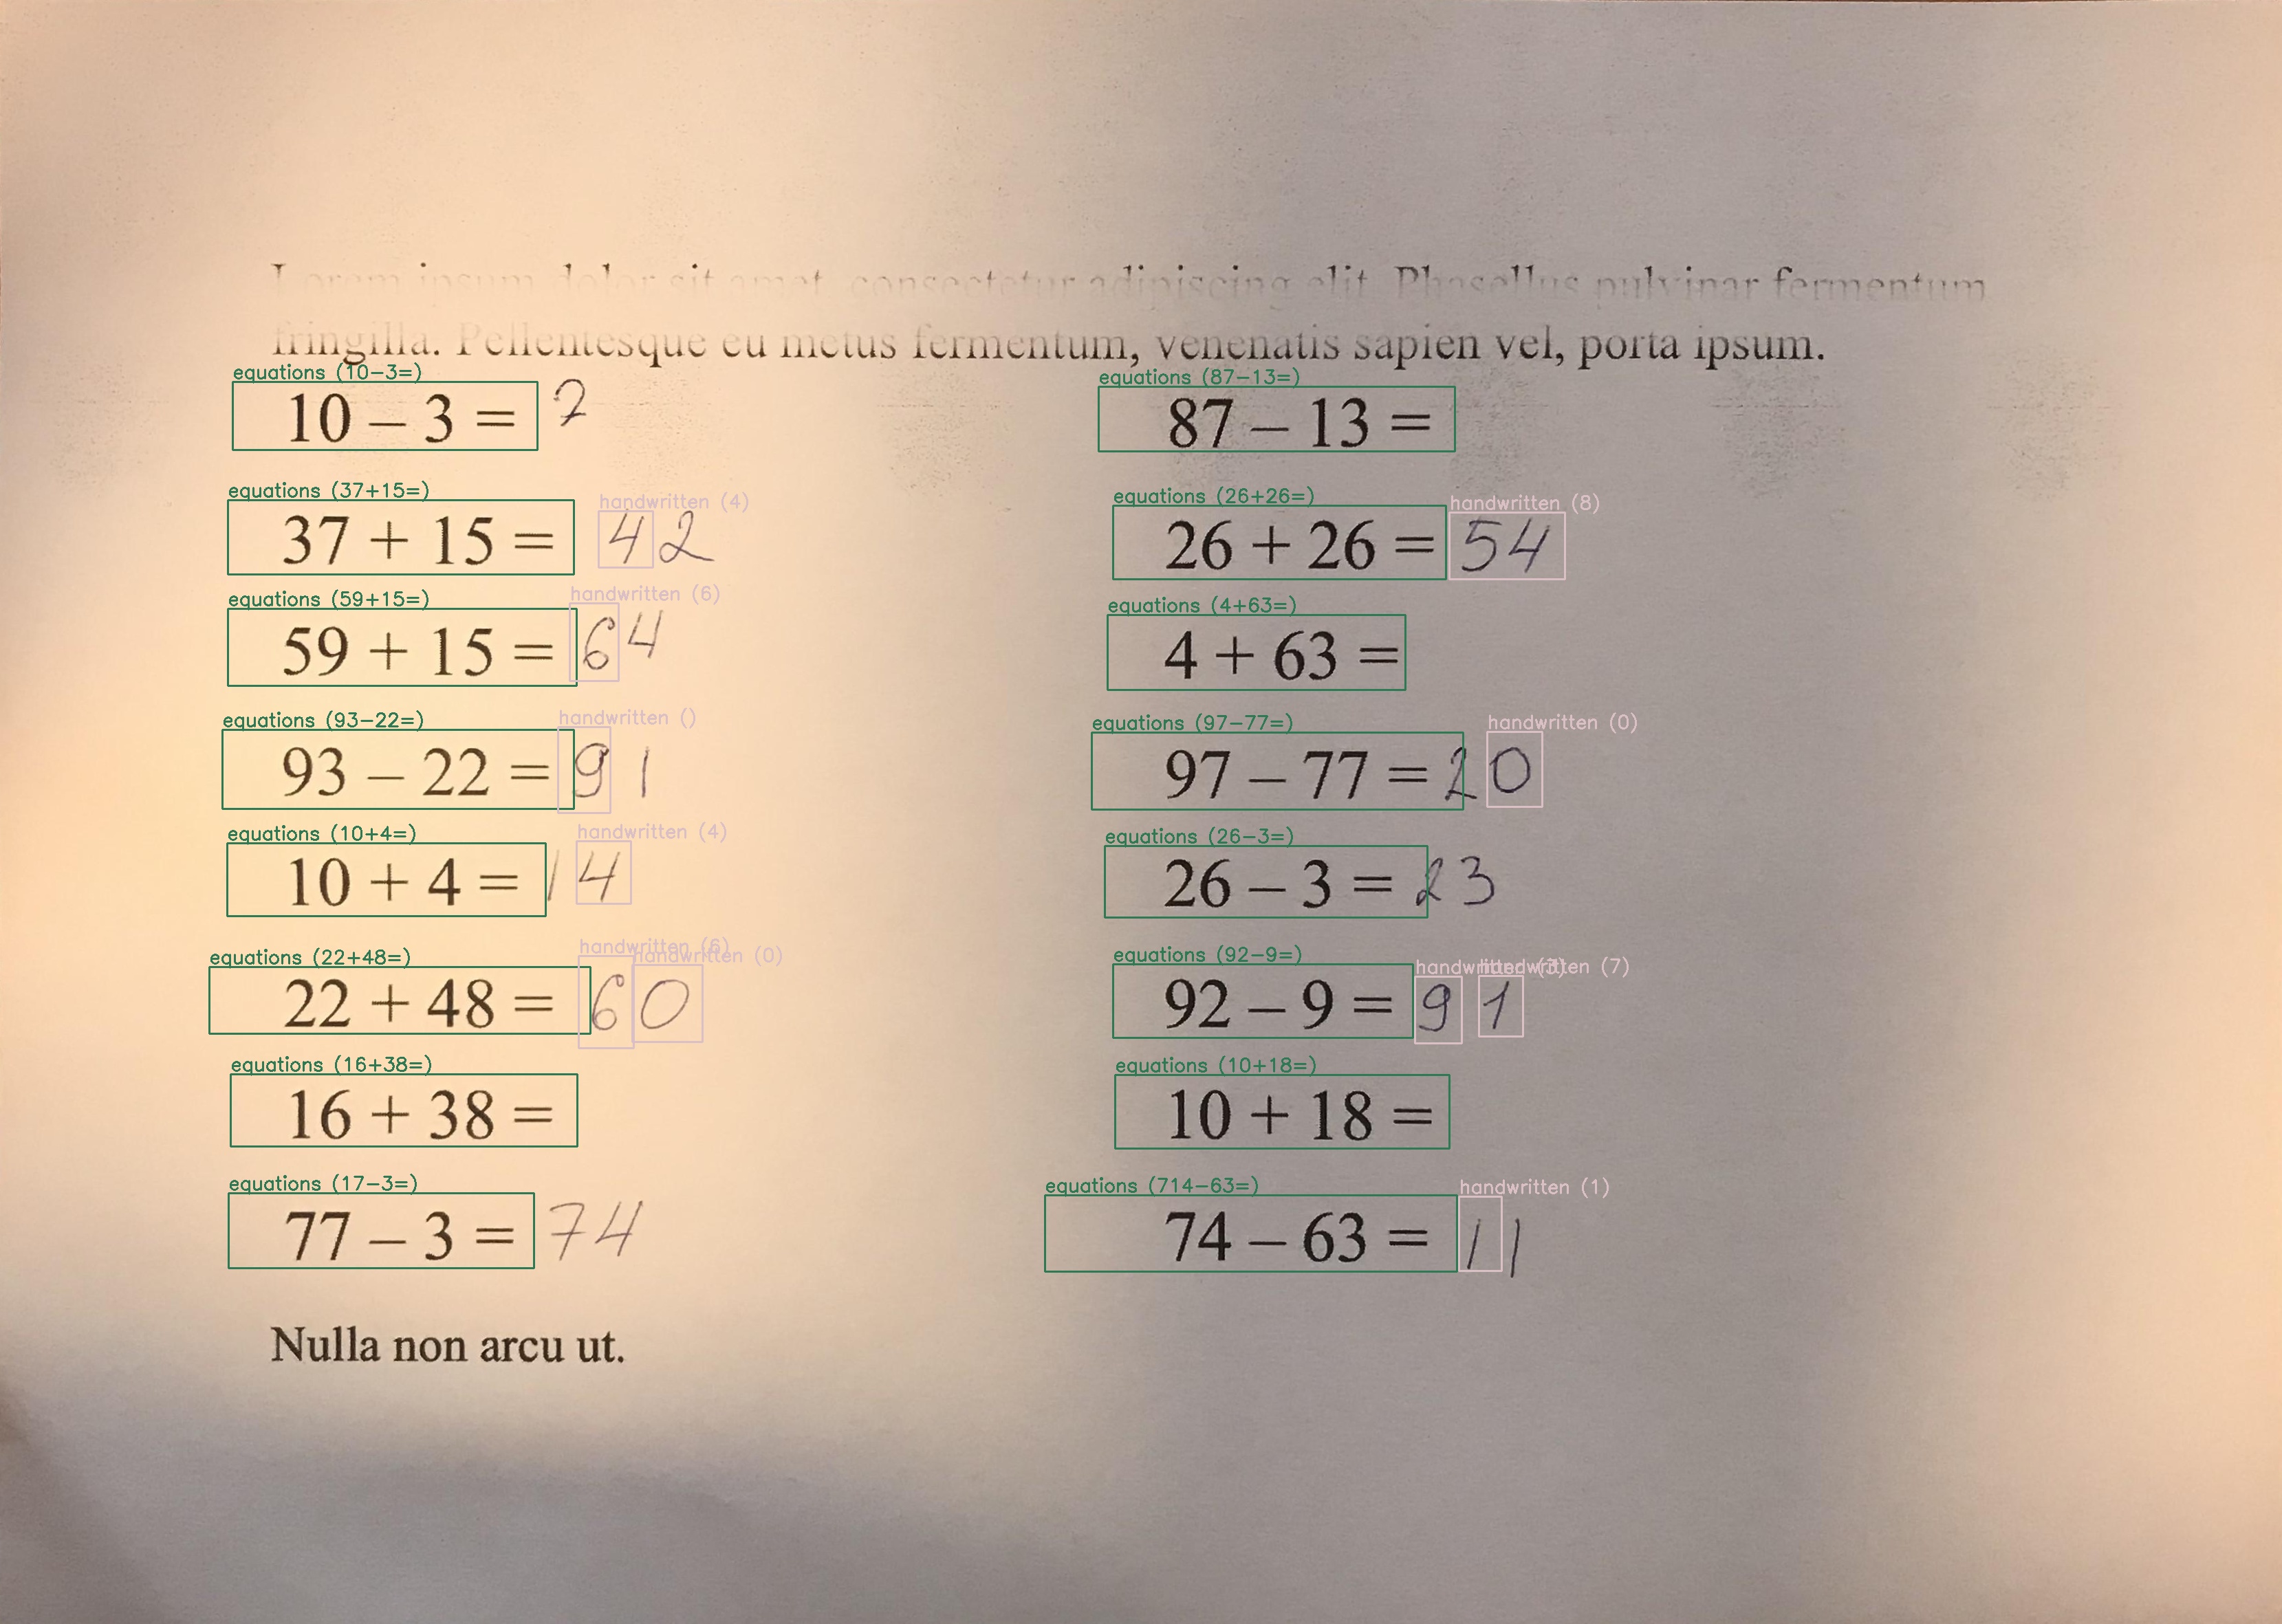 Lorem ipsum dolor sit amet, consectetur adipiscing elit. Phasellus pulvinar fermentum
fringilla. Pellentesque eu metus fermentum, venenatis sapien vel, porta ipsum.
equations (10-3=)
10 – 3 = 7
equations (87-13=)
87 – 13 =
equations (37+15=) handwritten (4)
37 + 15 = 42
equations (26+26=) handwritten (8)
26 + 26 = 54
equations (59+15=) handwritten (6)
59 + 15 = 64
equations (4+63=)
4 + 63 =
equations (93-22=) handwritten ()
93 – 22 = 91
equations (97-77=) handwritten (0)
97 – 77 = 20
equations (10+4=) handwritten (4)
10 + 4 = 14
equations (26-3=)
26 – 3 = 23
equations (22+48=) handwritten (6) handwritten (0)
22 + 48 = 60
equations (92-9=) handwritten (3) handwritten (7)
92 – 9 = 91
equations (16+38=)
16 + 38 =
equations (10+18=)
10 + 18 =
equations (17-3=)
77 – 3 = 74
equations (714-63=) handwritten (1)
74 – 63 = 11
Nulla non arcu ut.